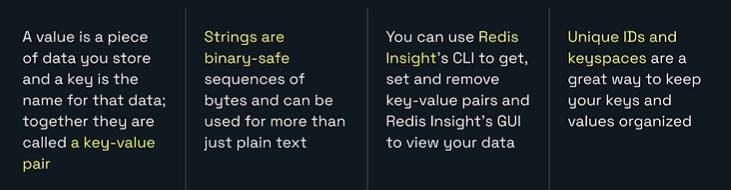 A value is a piece
of data you store
and a key is the
name for that data;
together they are
called a key-value
pair
Strings are
binary-safe
sequences of
bytes and can be
used for more than
just plain text
You can use Redis
Insight's CLI to get,
set and remove
key-value pairs and
Redis Insight's GUI
to view your data
Unique IDs and
keyspaces are a
great way to keep
your keys and
values organized